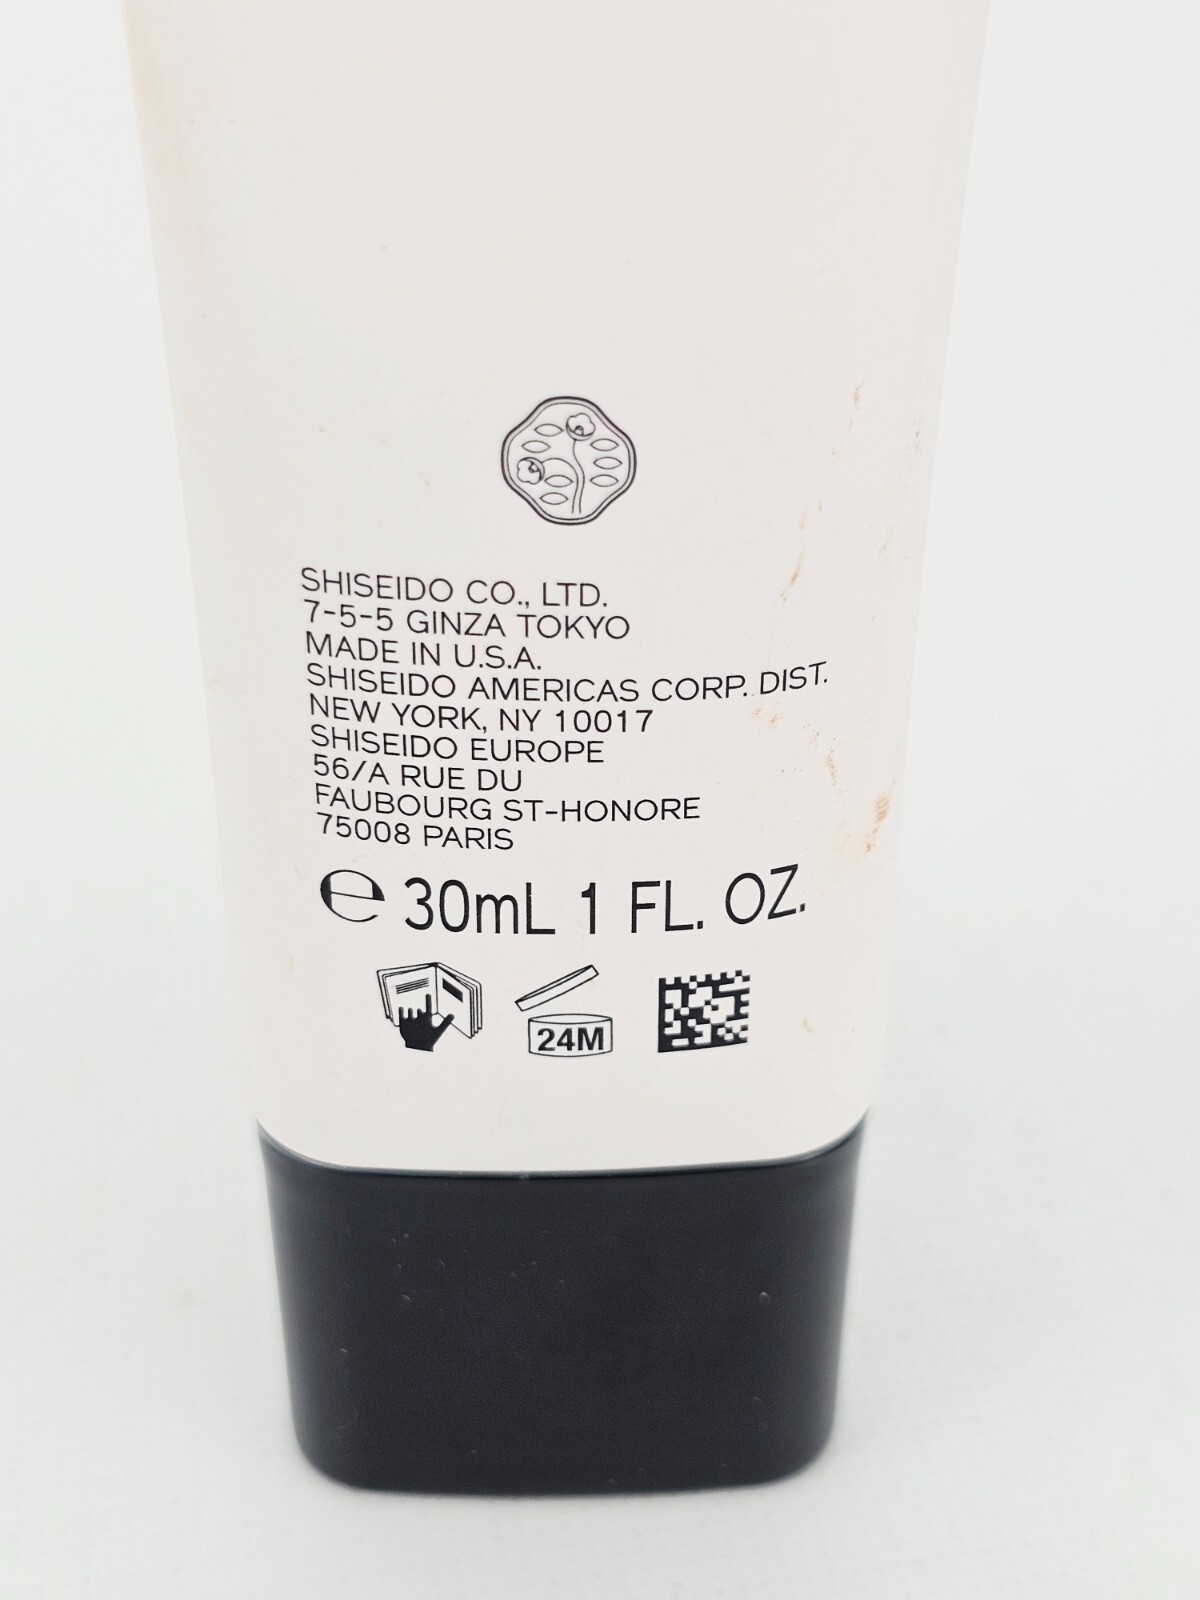 SHISEIDO CO., LTD.
7-5-5 GINZA TOKYO
MADE IN U.S.A.
SHISEIDO AMERICAS CORP. DIST.
NEW YORK, NY 10017
SHISEIDO EUROPE
56/A RUE DU
FAUBOURG ST-HONORE
75008 PARIS
℮ 30mL 1 FL. OZ.
24M